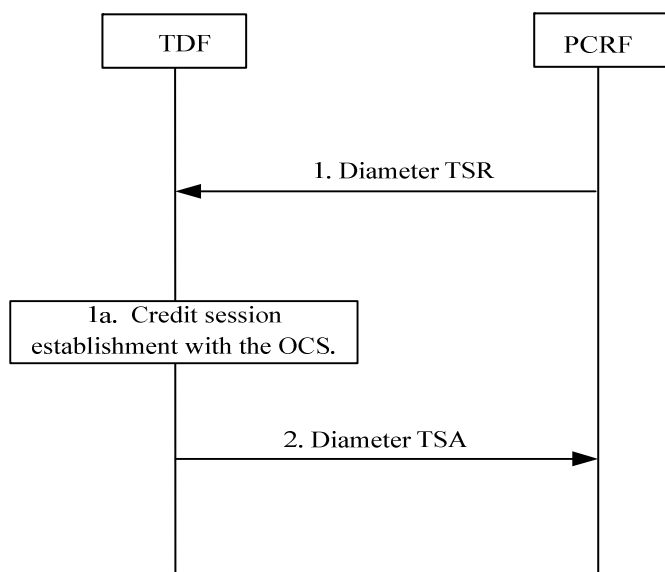 TDF
PCRF
1. Diameter TSR
1a. Credit session
establishment with the OCS.
2. Diameter TSA